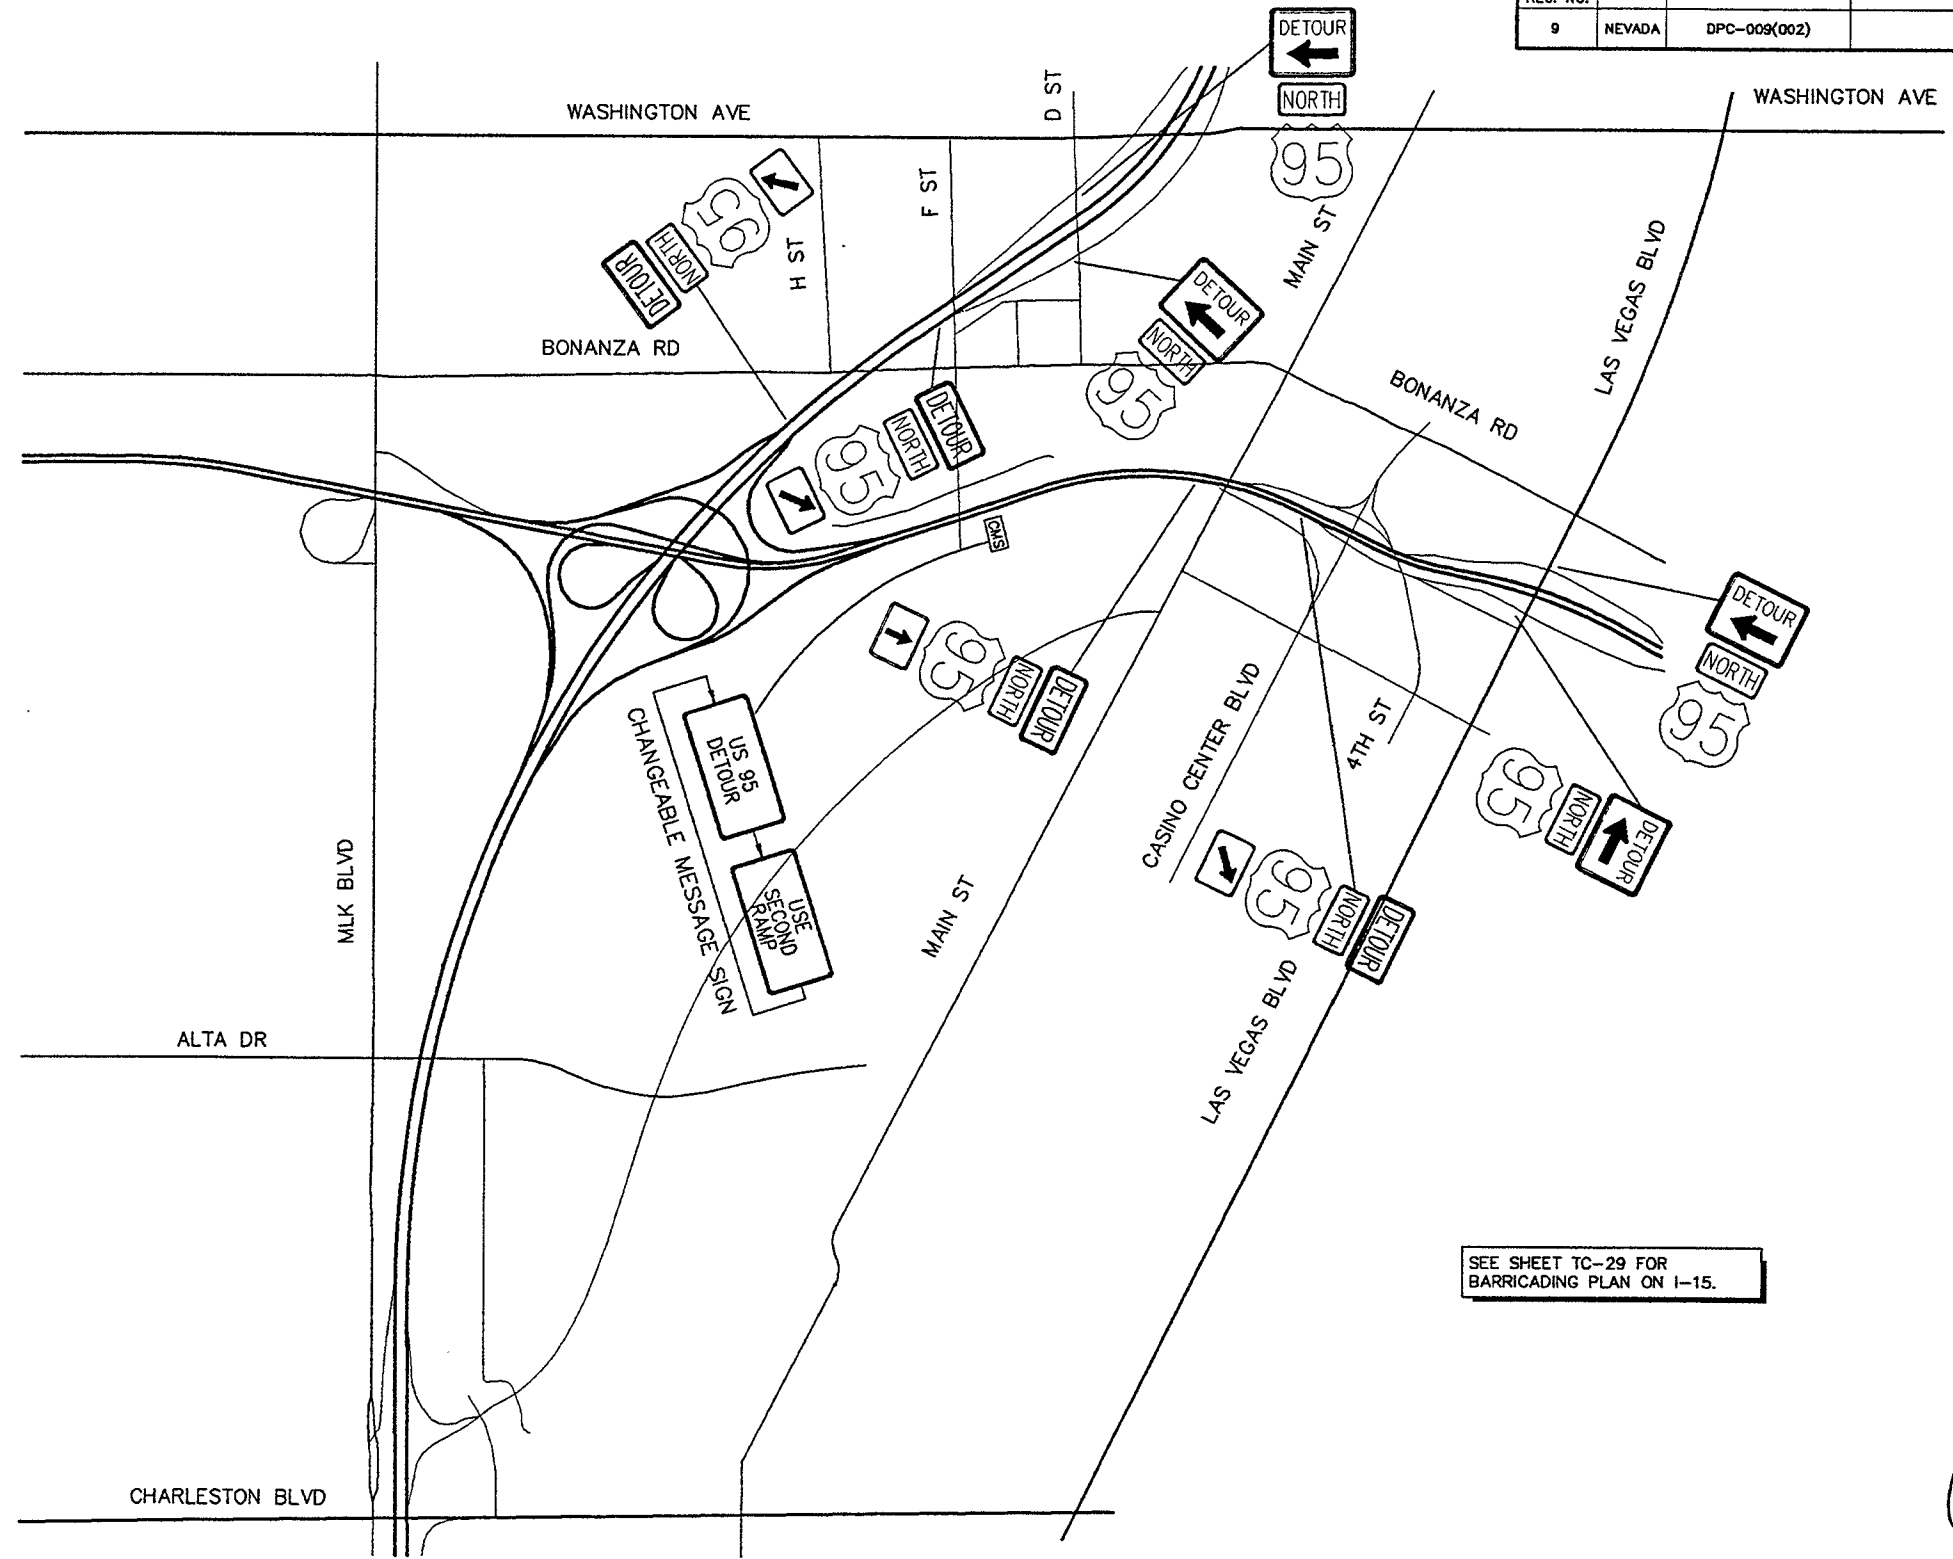 REG. NO.
9 NEVADA DPC-009(002)
DETOUR
NORTH
95
WASHINGTON AVE
WASHINGTON AVE
D ST
F ST
H ST
95
NORTH
DETOUR
MAIN ST
LAS VEGAS BLVD
DETOUR
NORTH
95
BONANZA RD
BONANZA RD
DETOUR
NORTH
95
CMS
DETOUR
NORTH
95
95
NORTH
DETOUR
CASINO CENTER BLVD
4TH ST
95
NORTH
DETOUR
US 95
DETOUR
USE
SECOND
RAMP
CHANGEABLE MESSAGE SIGN
MLK BLVD
MAIN ST
95
NORTH
DETOUR
LAS VEGAS BLVD
ALTA DR
SEE SHEET TC-29 FOR
BARRICADING PLAN ON I-15.
CHARLESTON BLVD